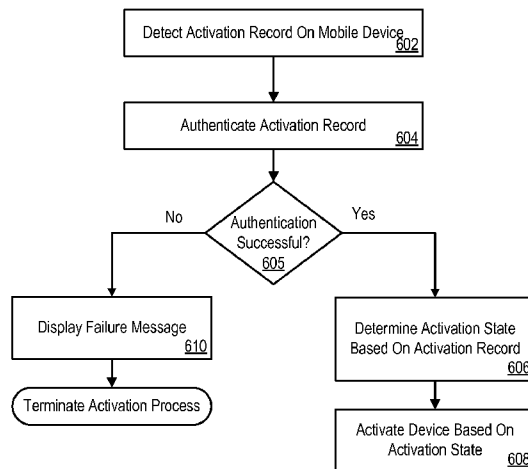 Detect Activation Record On Mobile Device
602
Authenticate Activation Record
604
No
Authentication
Successful?
605
Yes
Display Failure Message
610
Determine Activation State
Based On Activation Record
606
Terminate Activation Process
Activate Device Based On
Activation State
608